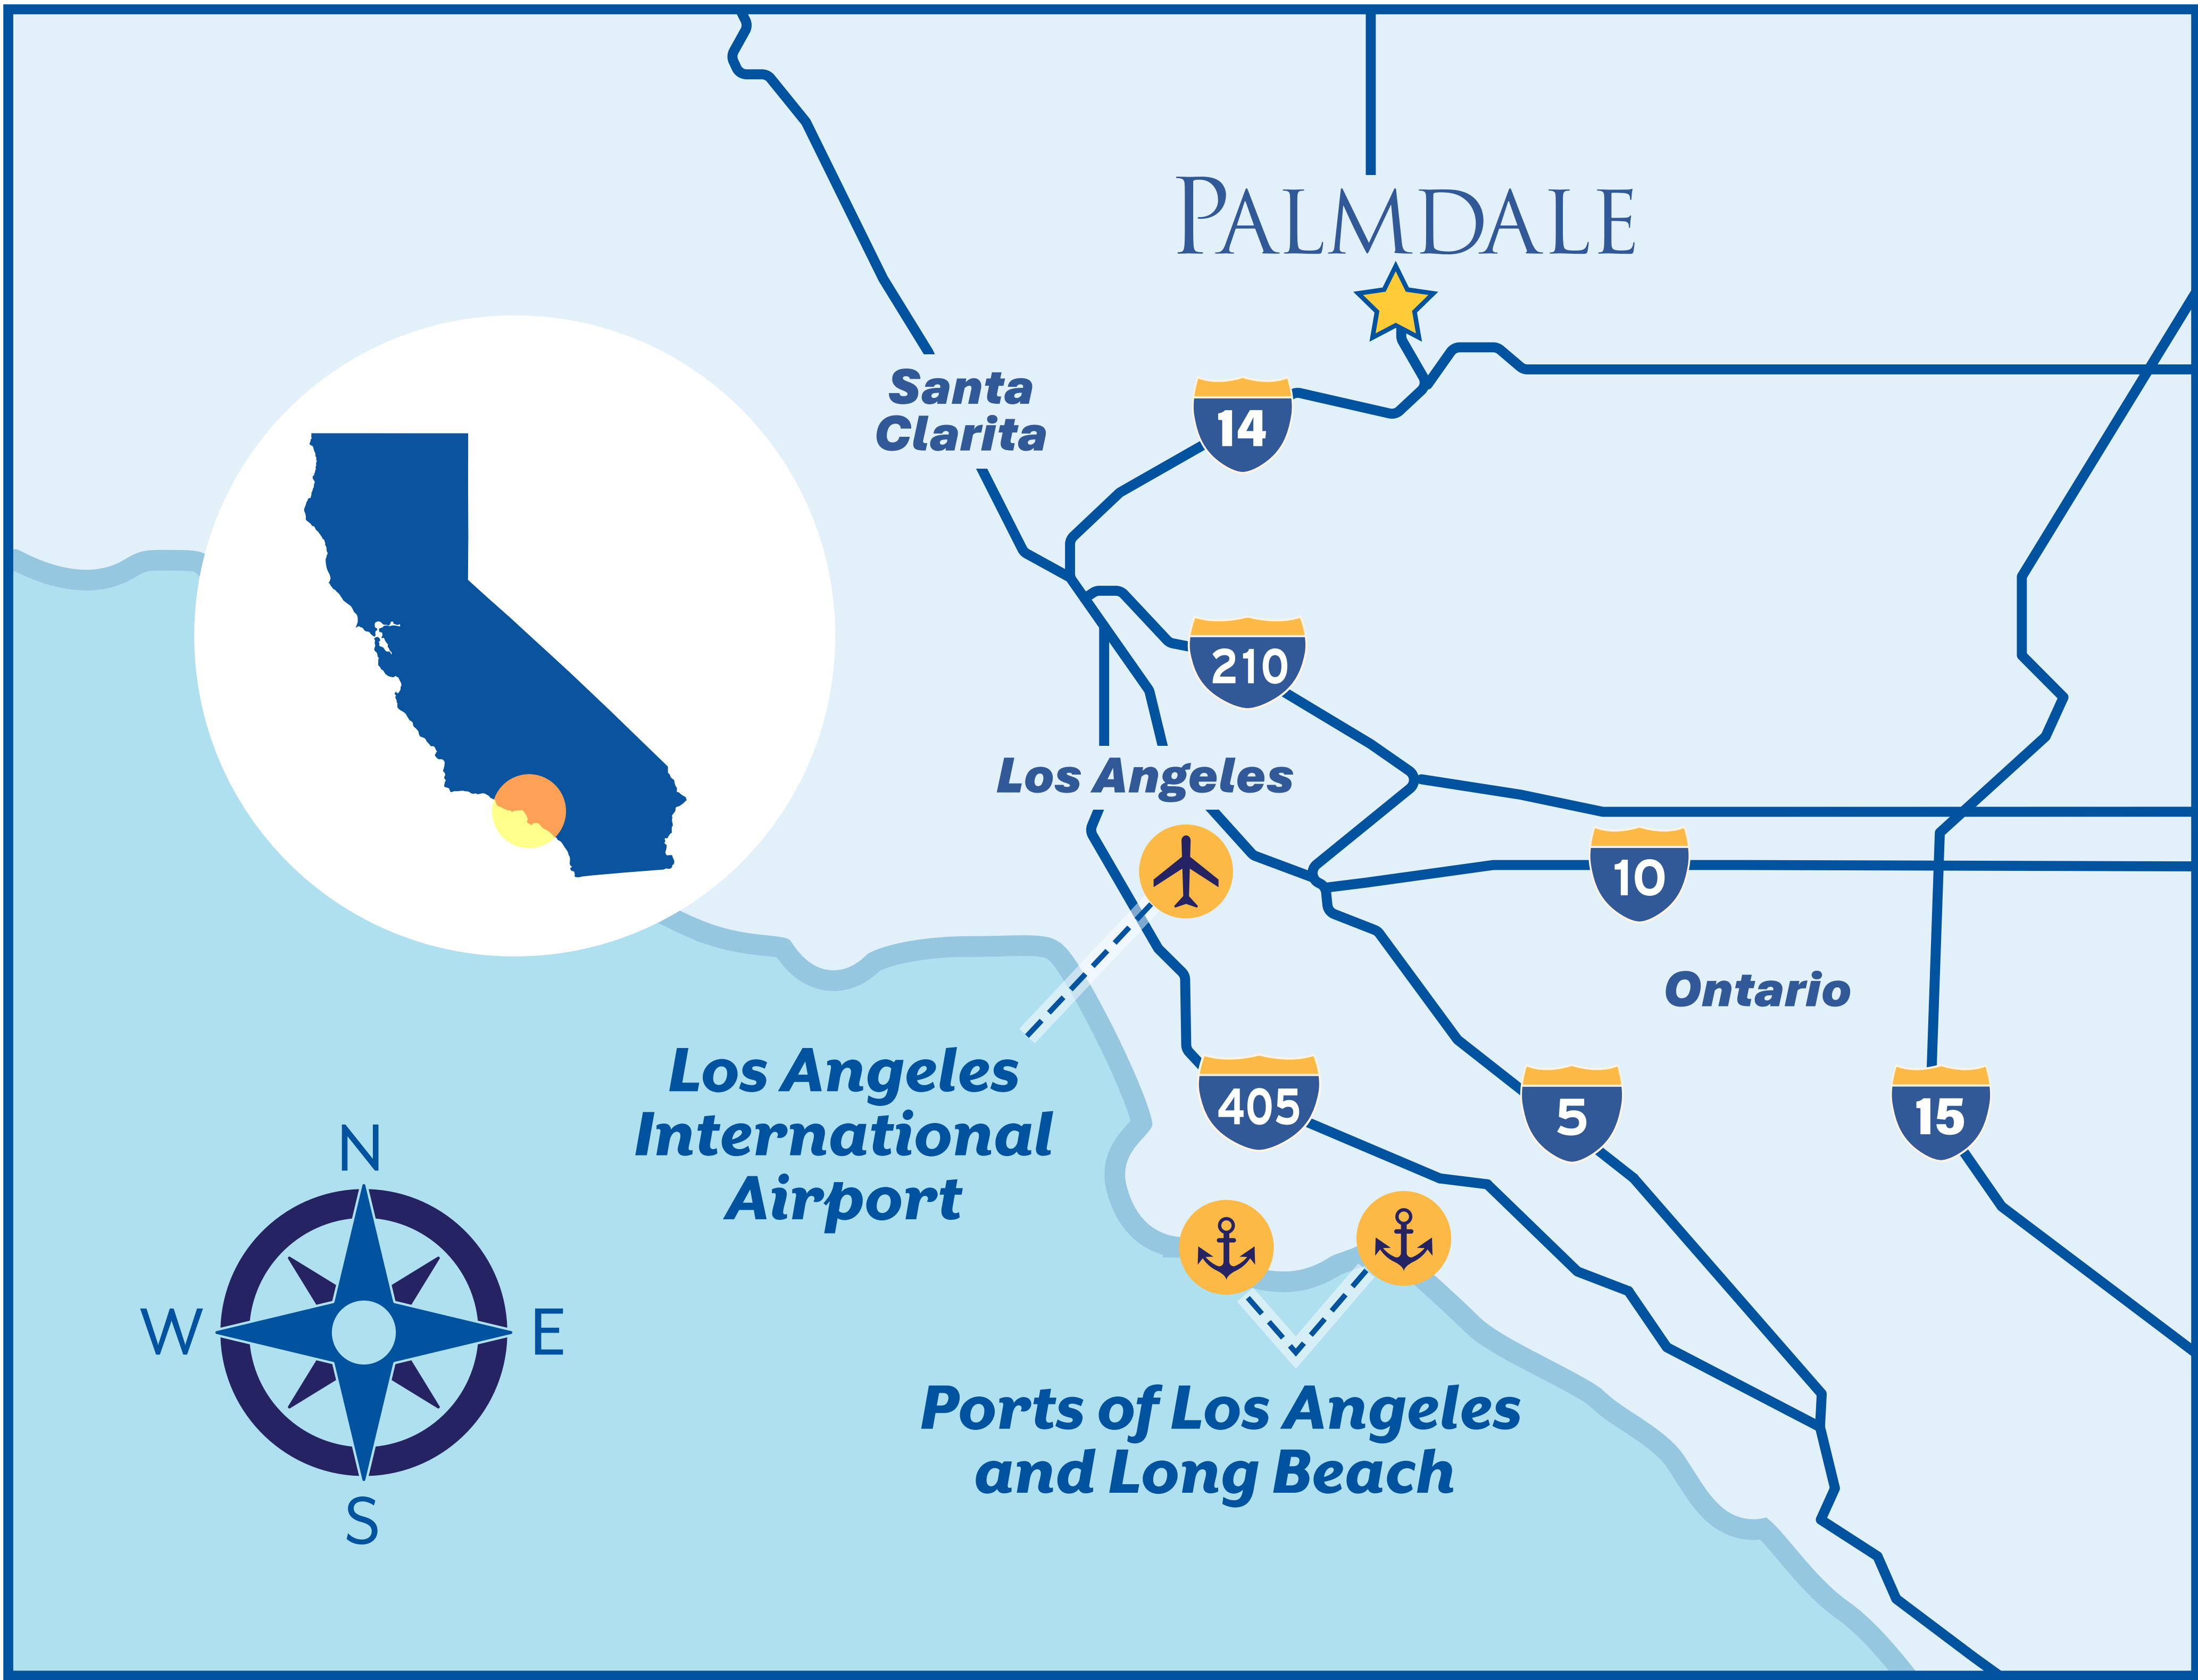 PALMDALE
Santa
Clarita
14
210
Los Angeles
10
Ontario
Los Angeles
International
Airport
405
5
15
N
W
E
S
Ports of Los Angeles
and Long Beach